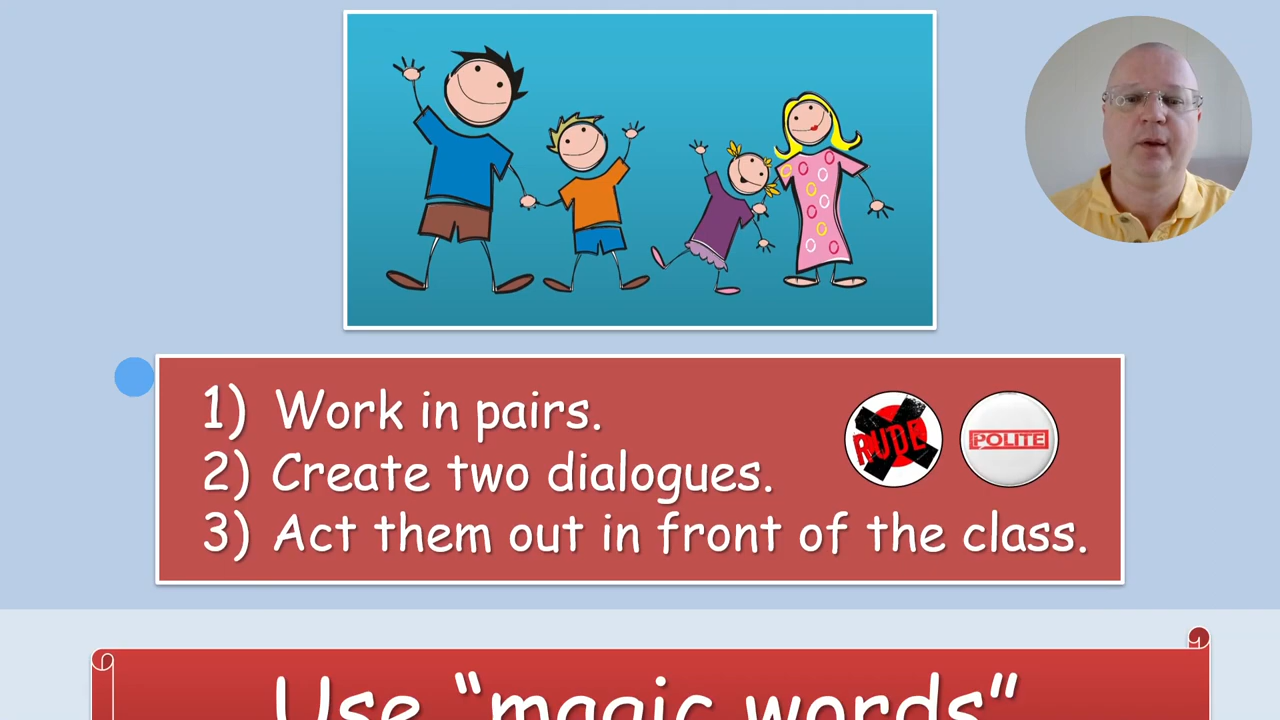 1) Work in pairs.
2) Create two dialogues.
3) Act them out in front of the class.
RUDE
POLITE
Use “magic words”